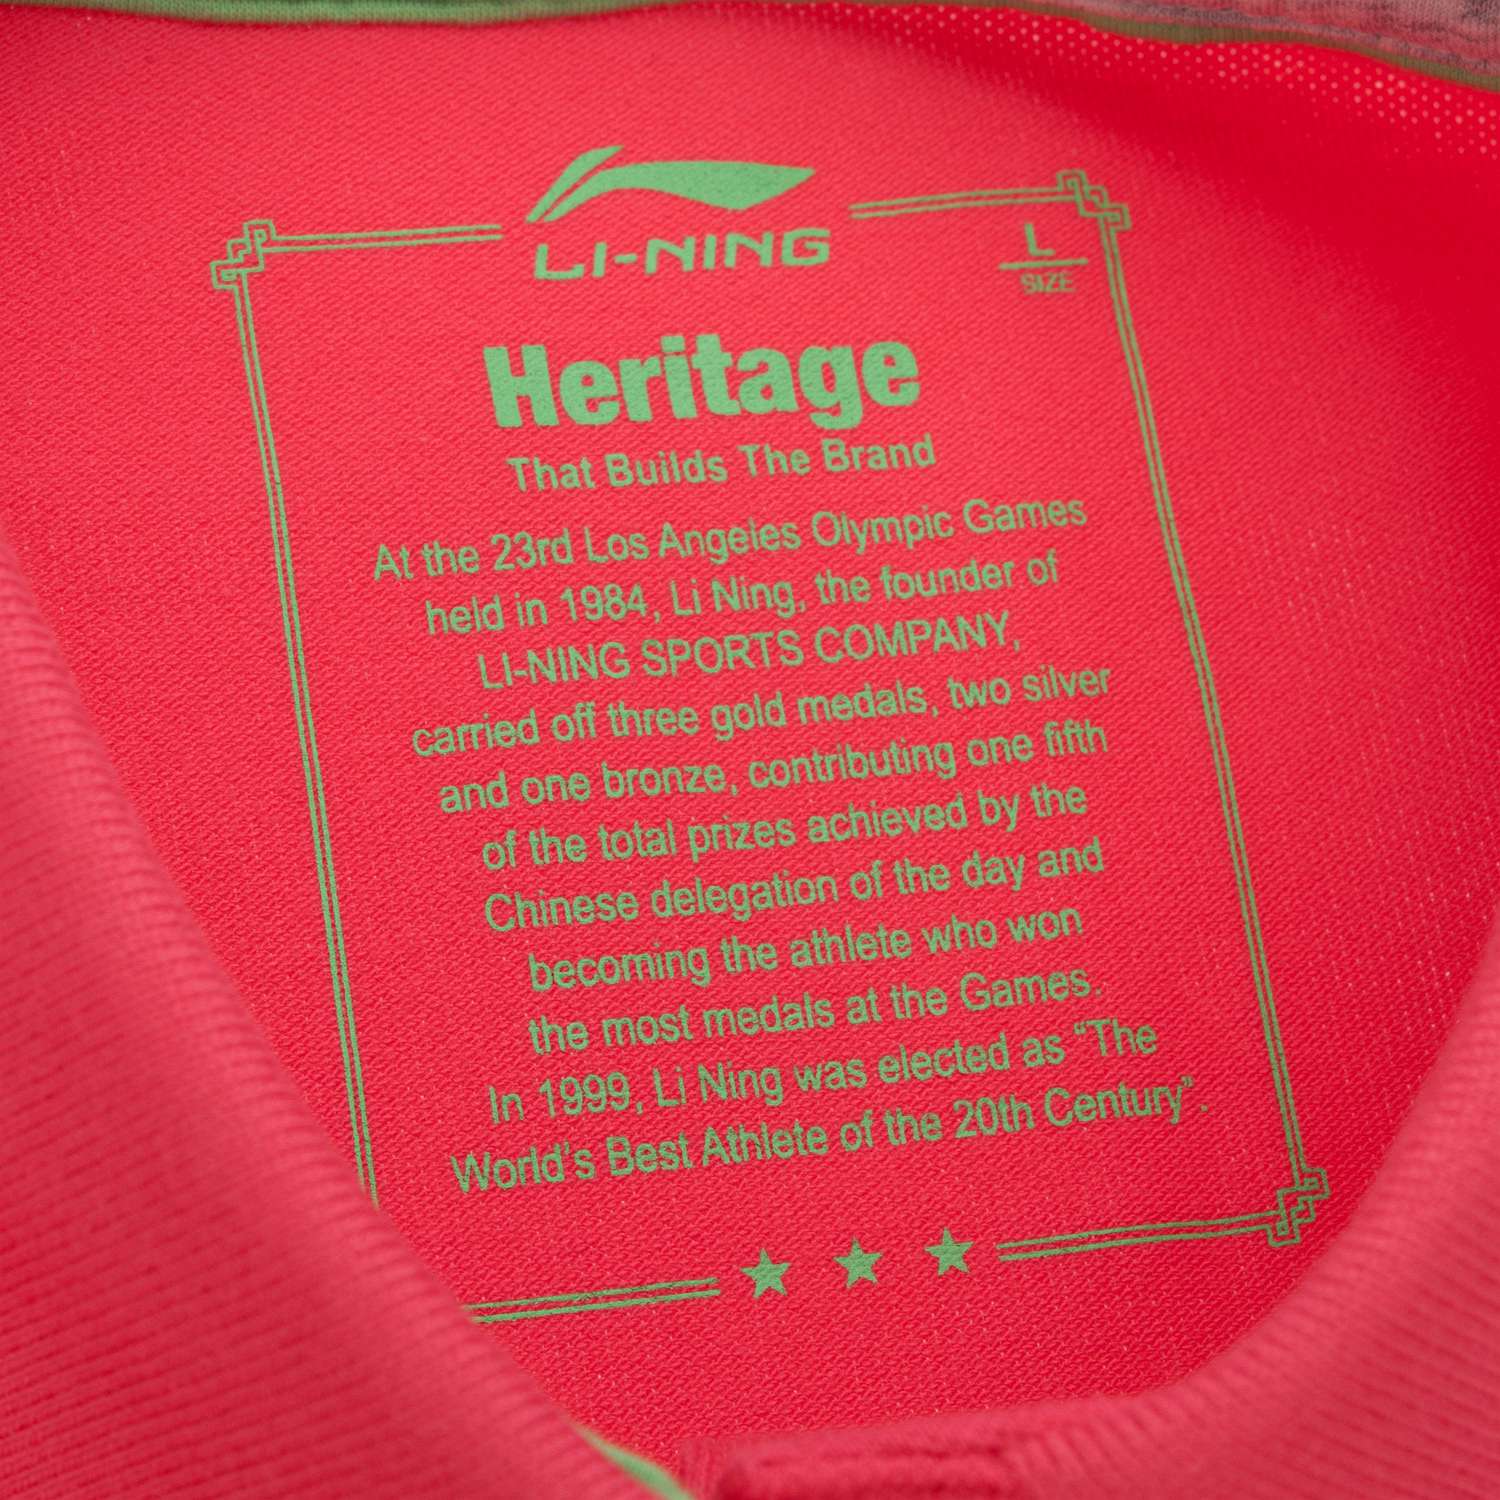 LI-NING
L
SIZE
Heritage
That Builds The Brand
At the 23rd Los Angeles Olympic Games
held in 1984, Li Ning, the founder of
LI-NING SPORTS COMPANY,
carried off three gold medals, two silver
and one bronze, contributing one fifth
of the total prizes achieved by the
Chinese delegation of the day and
becoming the athlete who won
the most medals at the Games.
In 1999, Li Ning was elected as “The
World's Best Athlete of the 20th Century”.